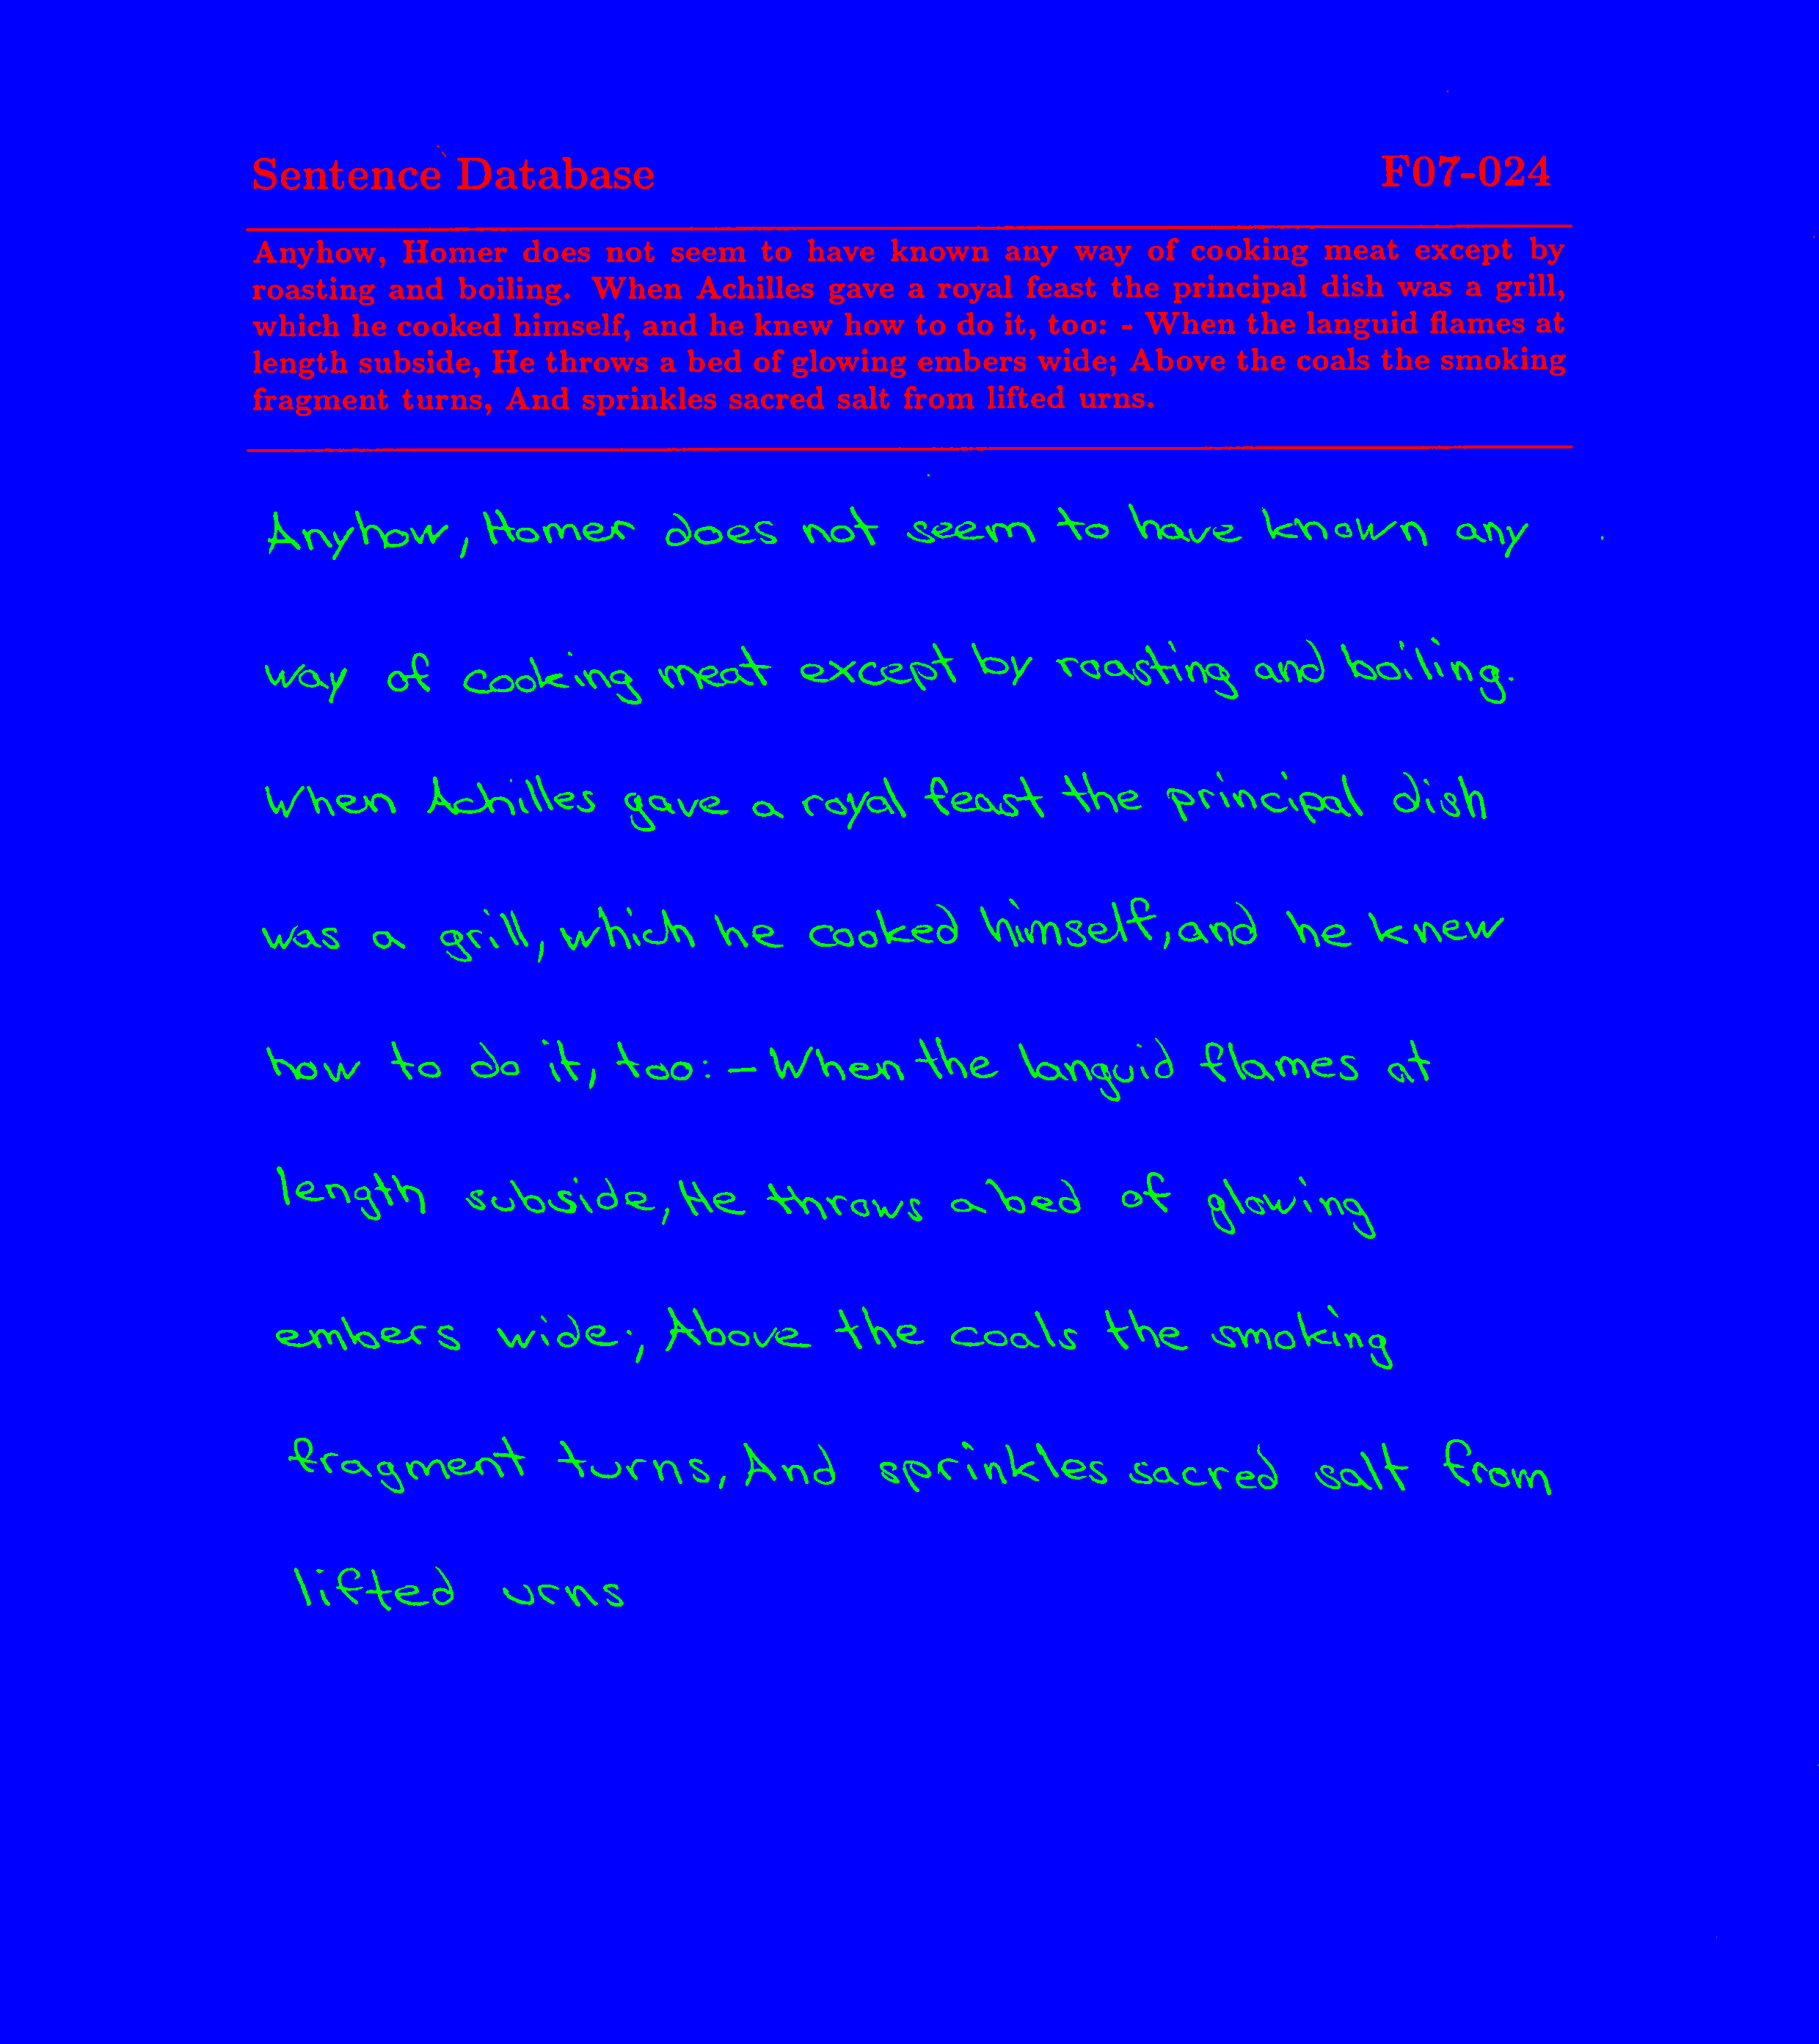 Sentence Database F07-024
Anyhow, Homer does not seem to have known any way of cooking meat except by
roasting and boiling. When Achilles gave a royal feast the principal dish was a grill,
which he cooked himself, and he knew how to do it, too: - When the languid flames at
length subside, He throws a bed of glowing embers wide; Above the coals the smoking
fragment turns, And sprinkles sacred salt from lifted urns.
Anyhow, Homer does not seem to have known any
way of cooking meat except by roasting and boiling.
When Achilles gave a royal feast the principal dish
was a grill, which he cooked himself, and he knew
how to do it, too: - When the languid flames at
length subside, He throws a bed of glowing
embers wide; Above the coals the smoking
fragment turns, And sprinkles sacred salt from
lifted urns